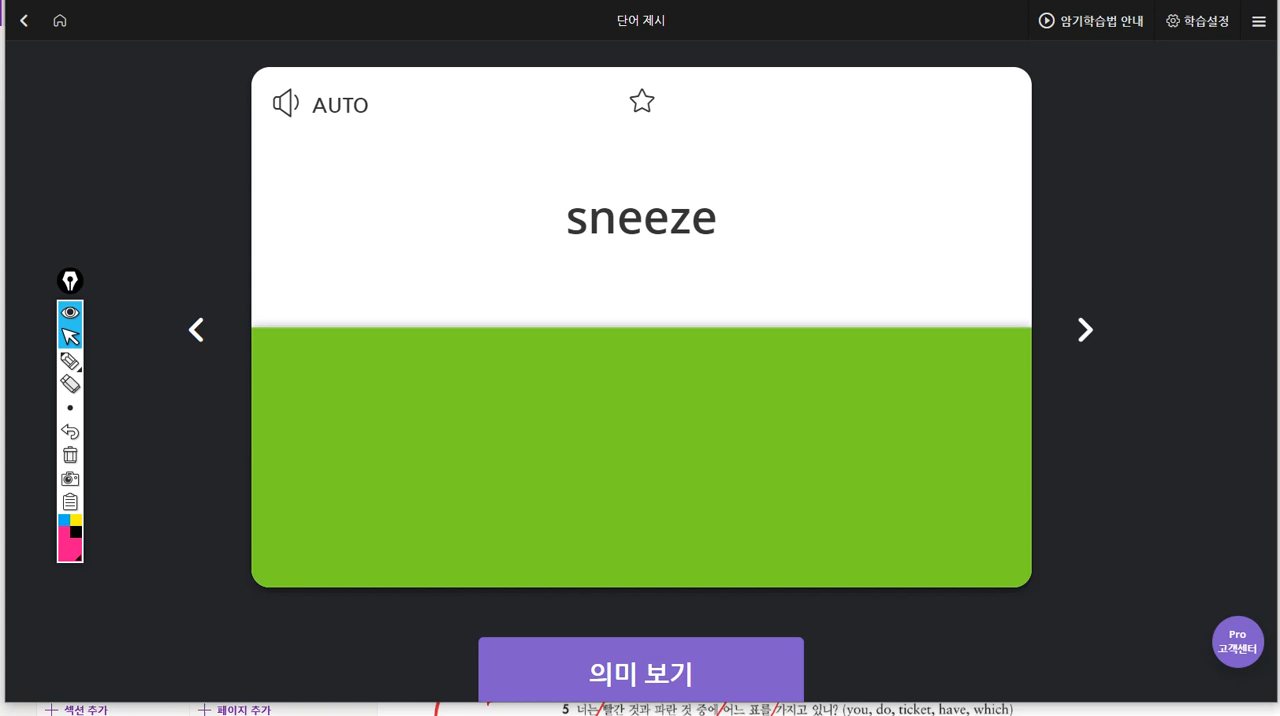 단어 제시
암기학습법 안내
학습설정
AUTO
sneeze
의미 보기
Pro
고객센터
섹션 추가
페이지 추가
5 너는/빨간 것과 파란 것 중에/어느 표를/가지고 있니? (you, do, ticket, have, which)